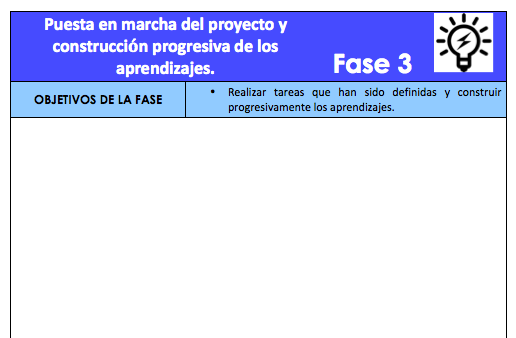 Puesta en marcha del proyecto y
construcción progresiva de los
aprendizajes.
Fase 3
OBJETIVOS DE LA FASE
• Realizar tareas que han sido definidas y construir
progresivamente los aprendizajes.